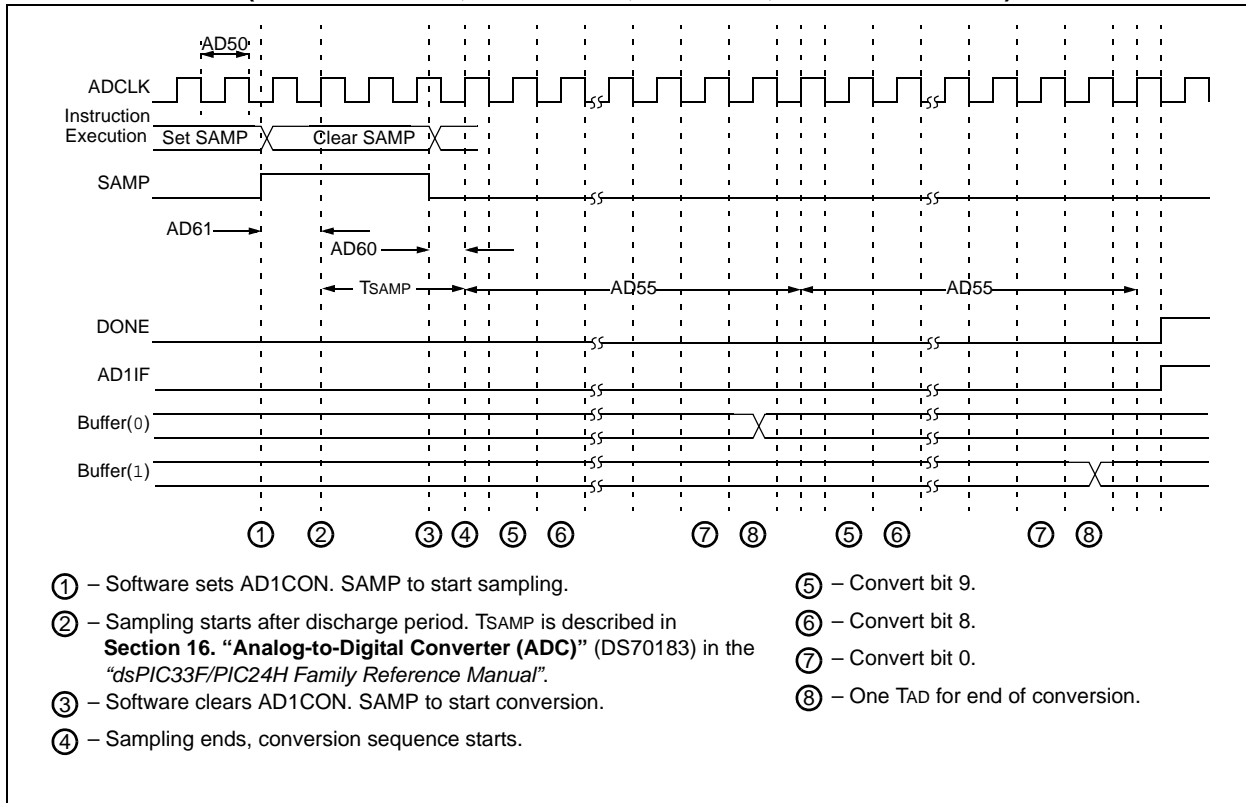 AD50
ADCLK
Instruction
Execution
Set SAMP
Clear SAMP
SAMP
AD61
AD60
TSAMP
AD55
AD55
DONE
AD1IF
Buffer(0)
Buffer(1)
1 2 3 4 5 6 7 8 5 6 7 8
1 – Software sets AD1CON. SAMP to start sampling.
2 – Sampling starts after discharge period. TSAMP is described in
Section 16. “Analog-to-Digital Converter (ADC)” (DS70183) in the
“dsPIC33F/PIC24H Family Reference Manual”.
3 – Software clears AD1CON. SAMP to start conversion.
4 – Sampling ends, conversion sequence starts.
5 – Convert bit 9.
6 – Convert bit 8.
7 – Convert bit 0.
8 – One TAD for end of conversion.